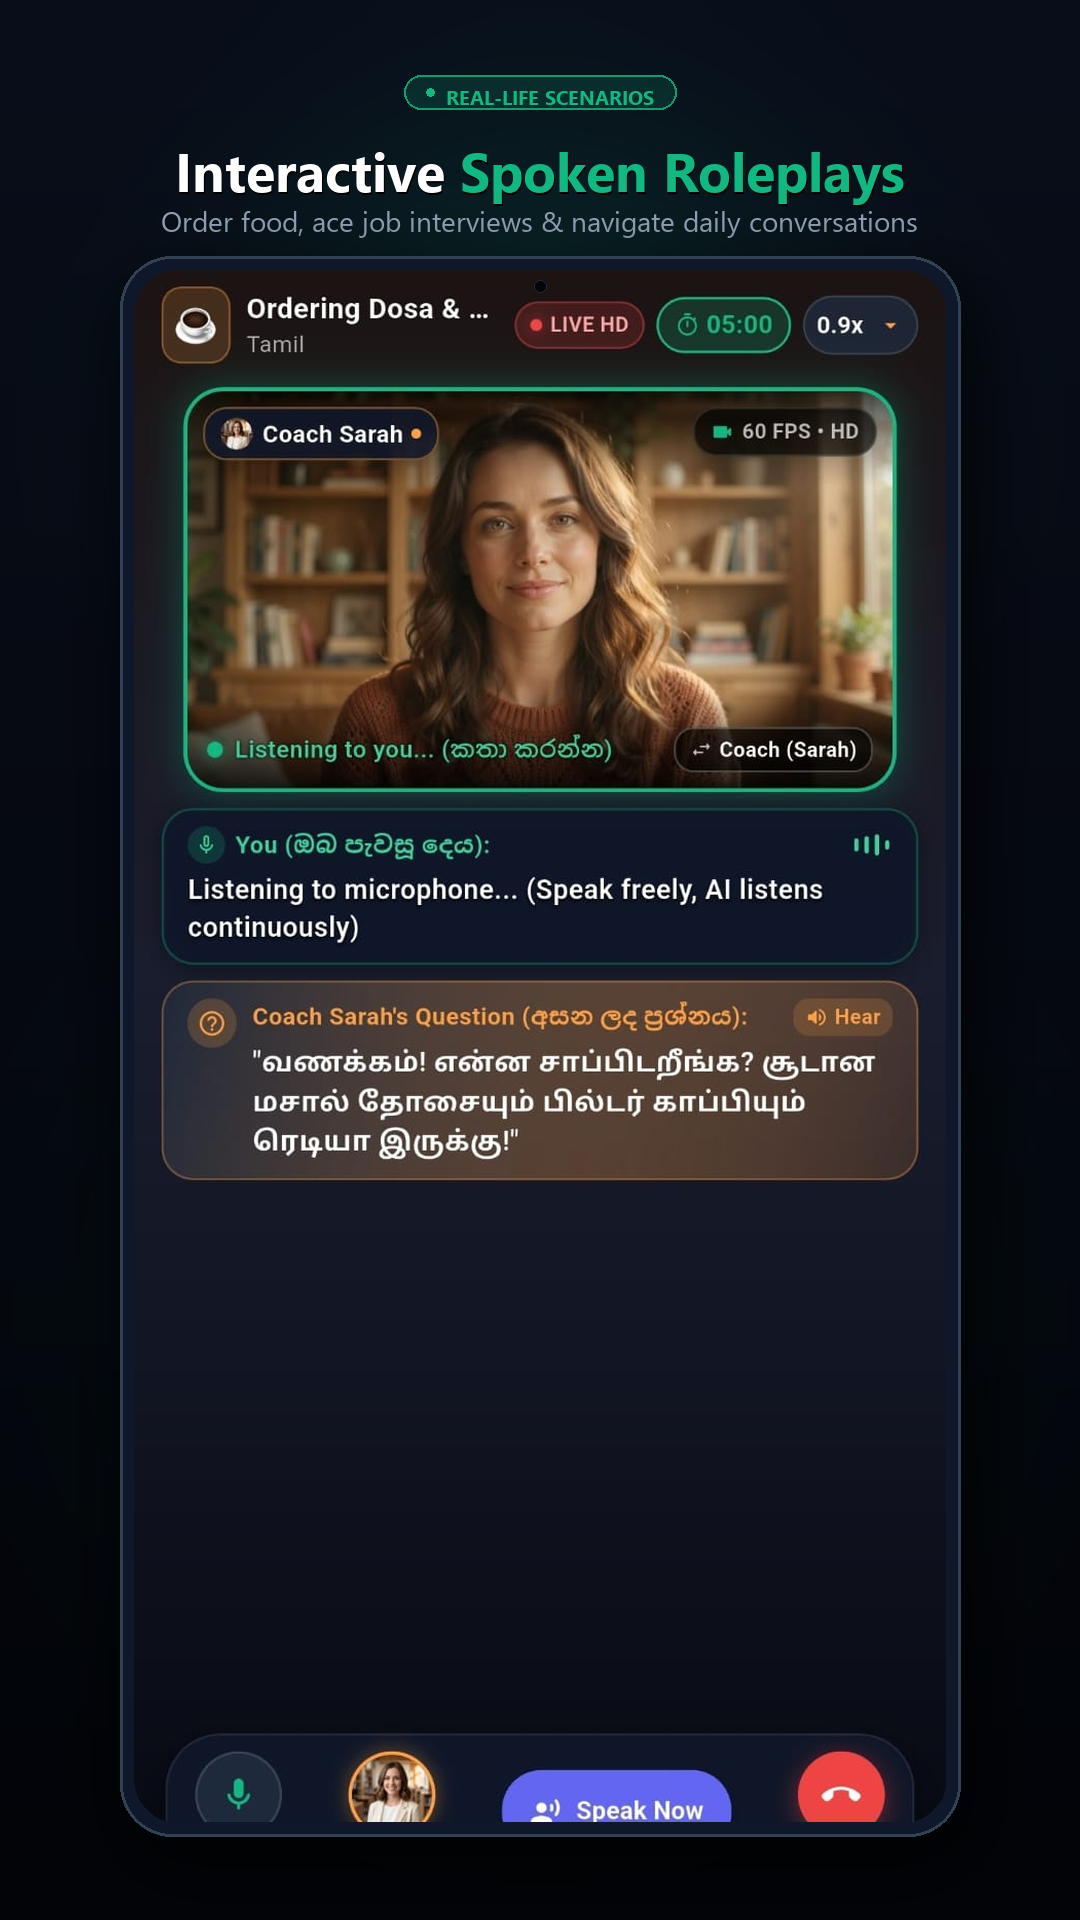 REAL-LIFE SCENARIOS
Interactive Spoken Roleplays
Order food, ace job interviews & navigate daily conversations
Ordering Dosa & ...
Tamil
LIVE HD
05:00
0.9x
Coach Sarah
60 FPS • HD
Listening to you... (කතා කරන්න)
Coach (Sarah)
You (ඔබ පැවසූ දෙය):
Listening to microphone... (Speak freely, AI listens
continuously)
Coach Sarah's Question (අසන ලද ප්‍රශ්නය):
Hear
"வணக்கம்! என்ன சாப்பிடறீங்க? சூடான
மசால் தோசையும் பில்டர் காப்பியும்
ரெடியா இருக்கு!"
Speak Now